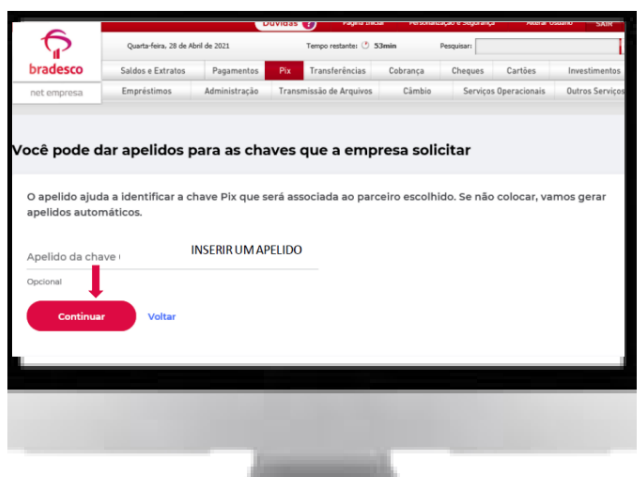 Dúvidas ? Página Inicial Personalização e Segurança Alterar Usuário SAIR
bradesco
net empresa
Quarta-feira, 28 de Abril de 2021 Tempo restante: 53min Pesquisar:
Saldos e Extratos Pagamentos Pix Transferências Cobrança Cheques Cartões Investimentos
Empréstimos Administração Transmissão de Arquivos Câmbio Serviços Operacionais Outros Serviços
Você pode dar apelidos para as chaves que a empresa solicitar
O apelido ajuda a identificar a chave Pix que será associada ao parceiro escolhido. Se não colocar, vamos gerar
apelidos automáticos.
Apelido da chave INSERIR UM APELIDO
Opcional
Continuar Voltar